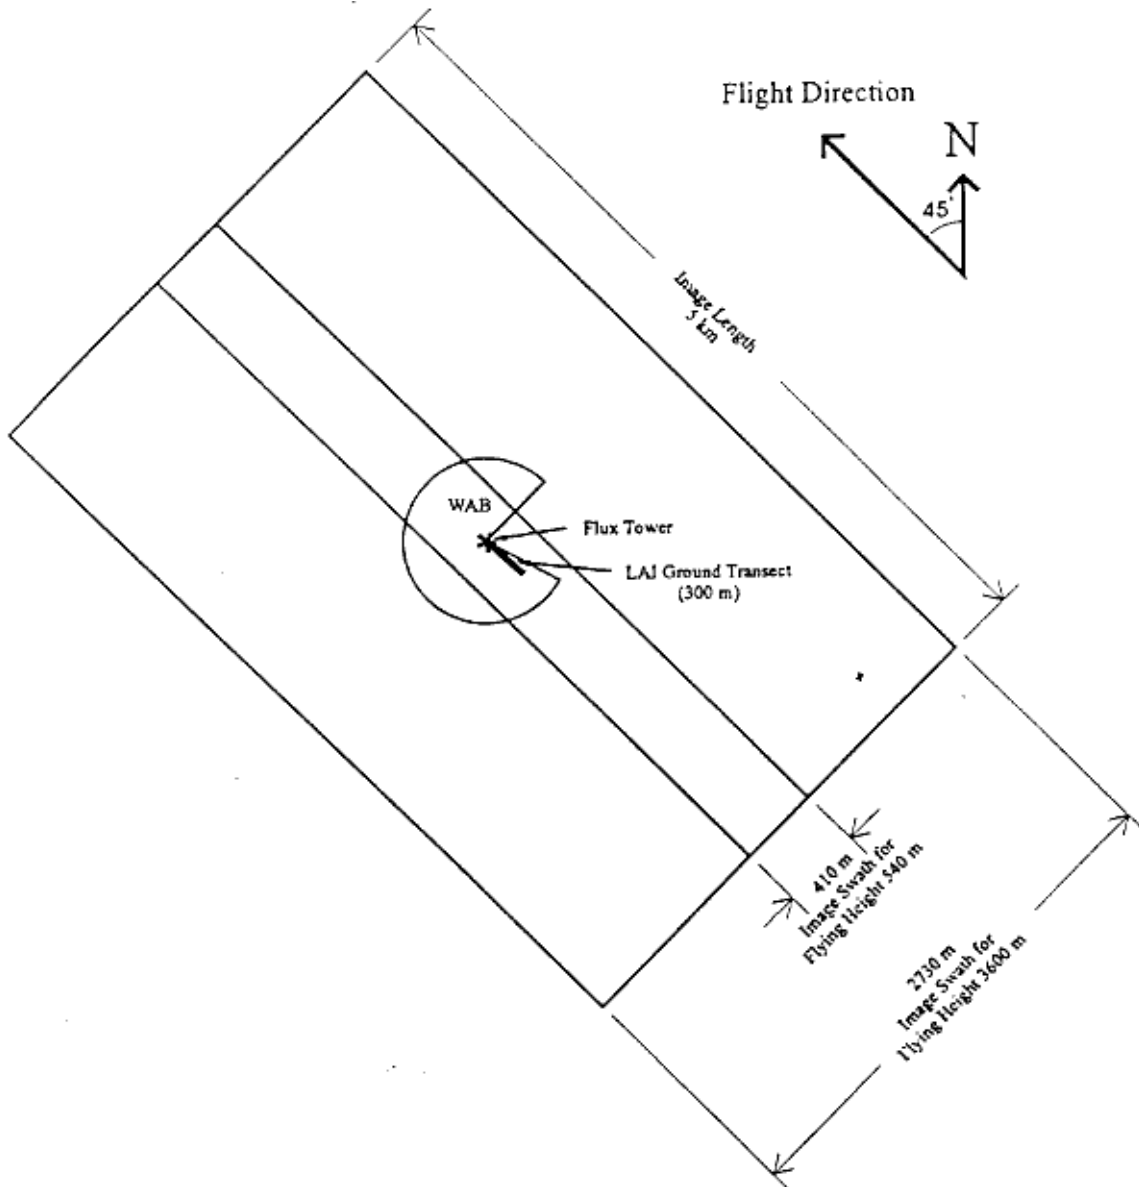 Flight Direction
N
45°
Image Length
5 km
WAB
Flux Tower
LAI Ground Transect
(300 m)
410 m
Image Swath for
Flying Height 540 m
2730 m
Image Swath for
Flying Height 3600 m